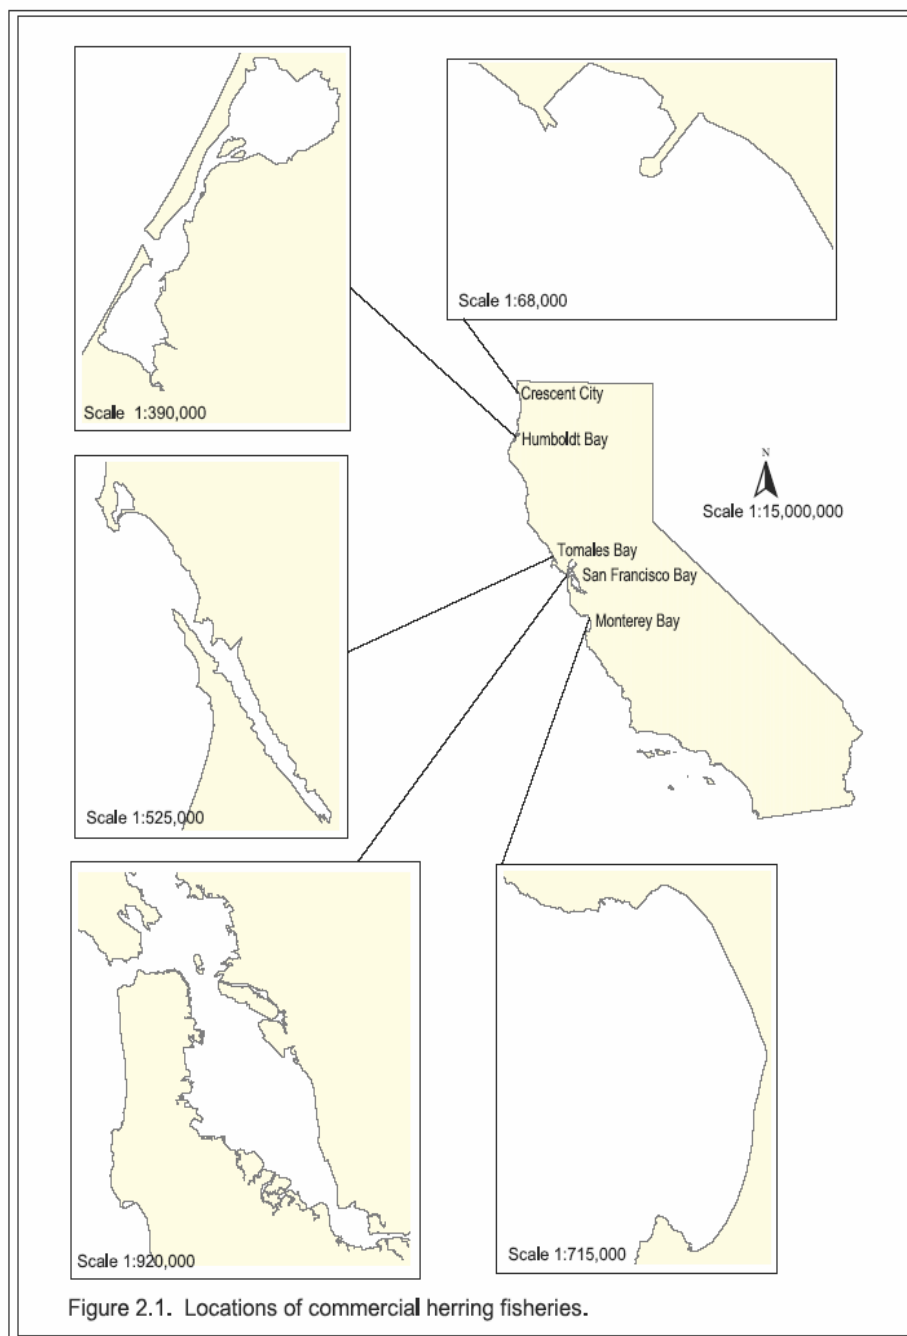 Scale 1:390,000
Scale 1:68,000
Crescent City
Humboldt Bay
N
Scale 1:15,000,000
Tomales Bay
San Francisco Bay
Monterey Bay
Scale 1:525,000
Scale 1:920,000
Scale 1:715,000
Figure 2.1. Locations of commercial herring fisheries.